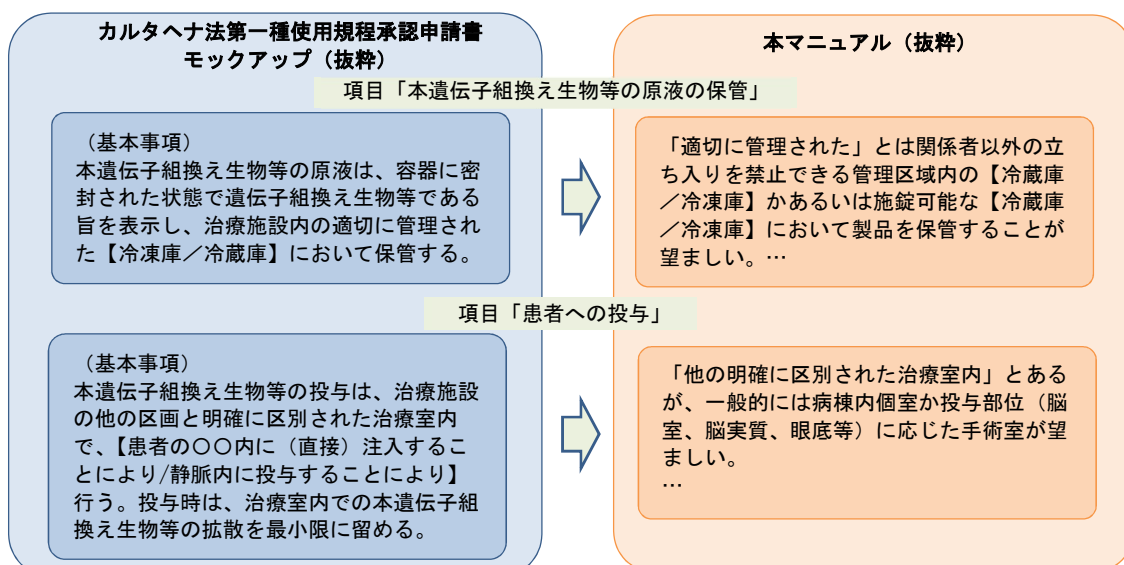 カルタヘナ法第一種使用規程承認申請書
モックアップ（抜粋）
本マニュアル（抜粋）
項目「本遺伝子組換え生物等の原液の保管」
（基本事項）
本遺伝子組換え生物等の原液は、容器に密
封された状態で遺伝子組換え生物等である
旨を表示し、治療施設内の適切に管理され
た【冷凍庫／冷蔵庫】において保管する。
「適切に管理された」とは関係者以外の立
ち入りを禁止できる管理区域内の【冷蔵庫
／冷凍庫】かあるいは施錠可能な【冷蔵庫
／冷凍庫】において製品を保管することが
望ましい。…
項目「患者への投与」
（基本事項）
本遺伝子組換え生物等の投与は、治療施設
の他の区画と明確に区別された治療室内
で、【患者の〇〇内に（直接）注入するこ
とにより/静脈内に投与することにより】
行う。投与時は、治療室内での本遺伝子組
換え生物等の拡散を最小限に留める。
「他の明確に区別された治療室内」とある
が、一般的には病棟内個室か投与部位（脳
室、脳実質、眼底等）に応じた手術室が望
ましい。
…